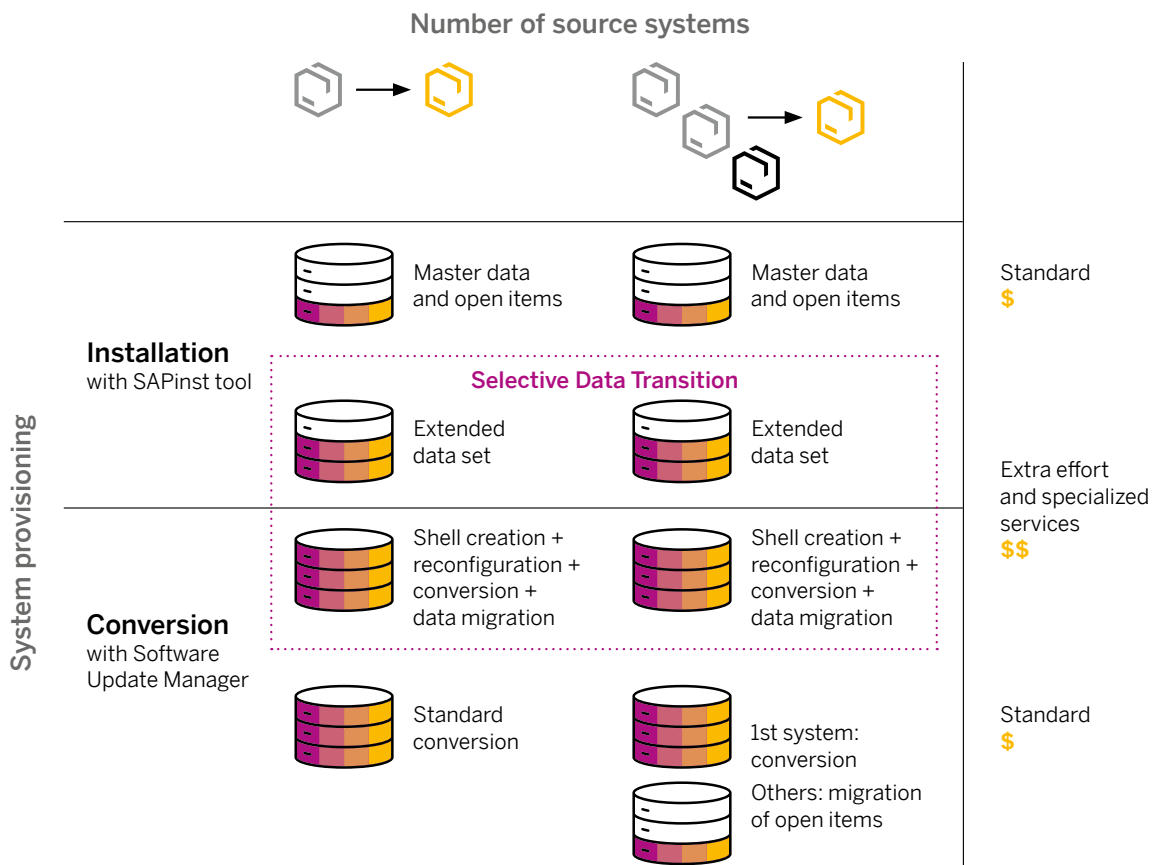 Number of source systems
Master data
and open items
Master data
and open items
Standard
$
Installation
with SAPinst tool
Selective Data Transition
Extended
data set
Extended
data set
Extra effort
and specialized
services
$$
System provisioning
Shell creation +
reconfiguration +
conversion +
data migration
Shell creation +
reconfiguration +
conversion +
data migration
Conversion
with Software
Update Manager
Standard
conversion
1st system:
conversion
Others: migration
of open items
Standard
$